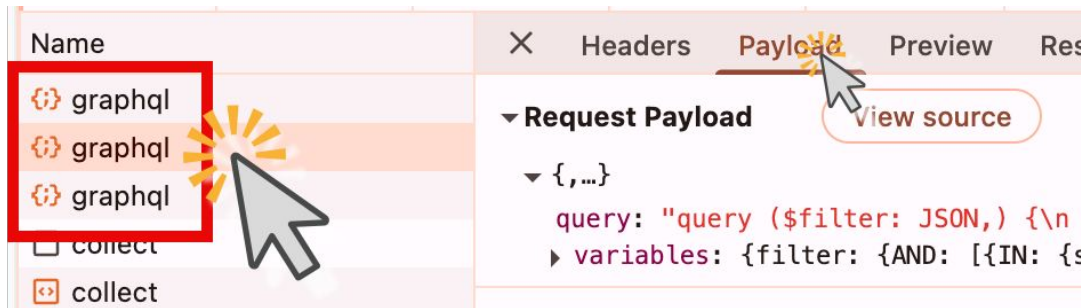 Name
graphql
graphql
graphql
collect
collect
Headers Payload Preview Res
Request Payload View source
{,…}
query: "query ($filter: JSON,) {\n
variables: {filter: {AND: [{IN: {s